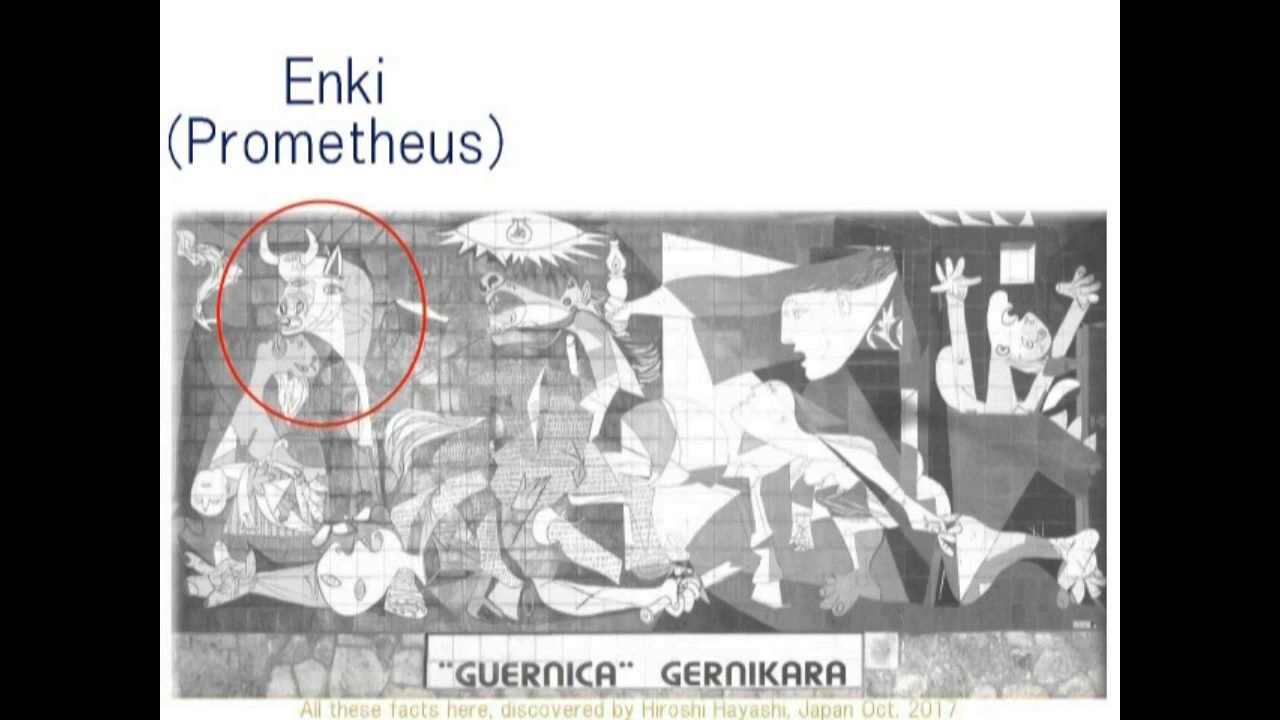 Enki
(Prometheus)
"GUERNICA" GERNIKARA
All these facts here, discovered by Hiroshi Hayashi, Japan Oct. 2017